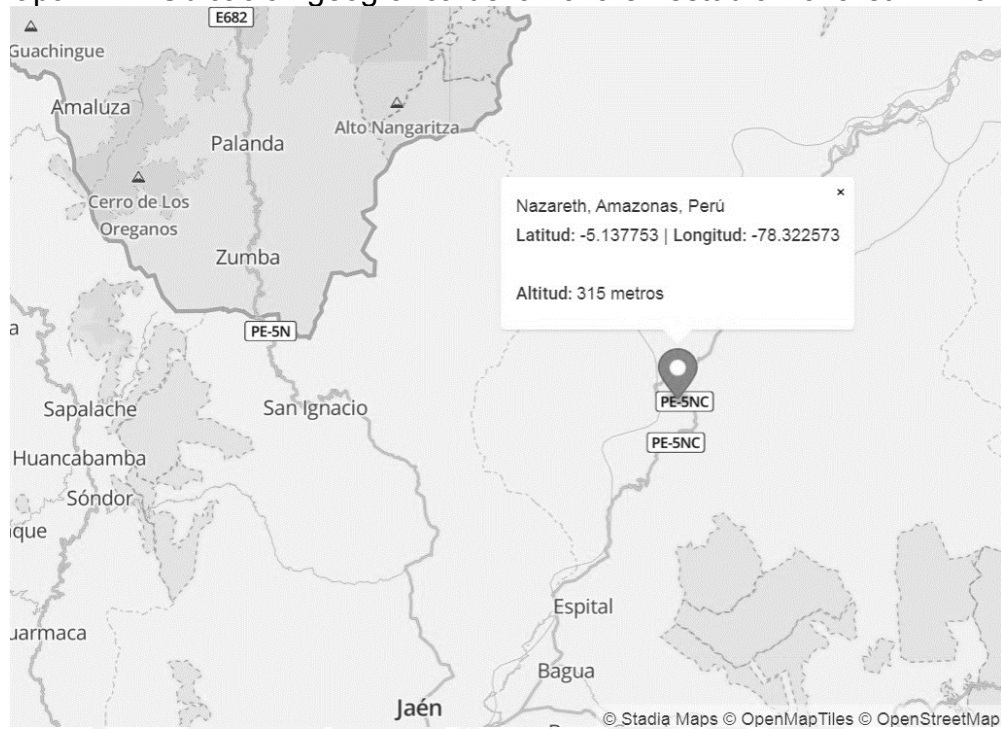 E682
Guachingue
Amaluza
Palanda
Alto Nangaritza
Cerro de Los
Oreganos
Zumba
Nazareth, Amazonas, Perú
×
Latitud: -5.137753 | Longitud: -78.322573
Altitud: 315 metros
PE-5N
PE-5NC
Sapalache
San Ignacio
PE-5NC
Huancabamba
Sóndor
Espital
Bagua
Jaén
© Stadia Maps © OpenMapTiles © OpenStreetMap